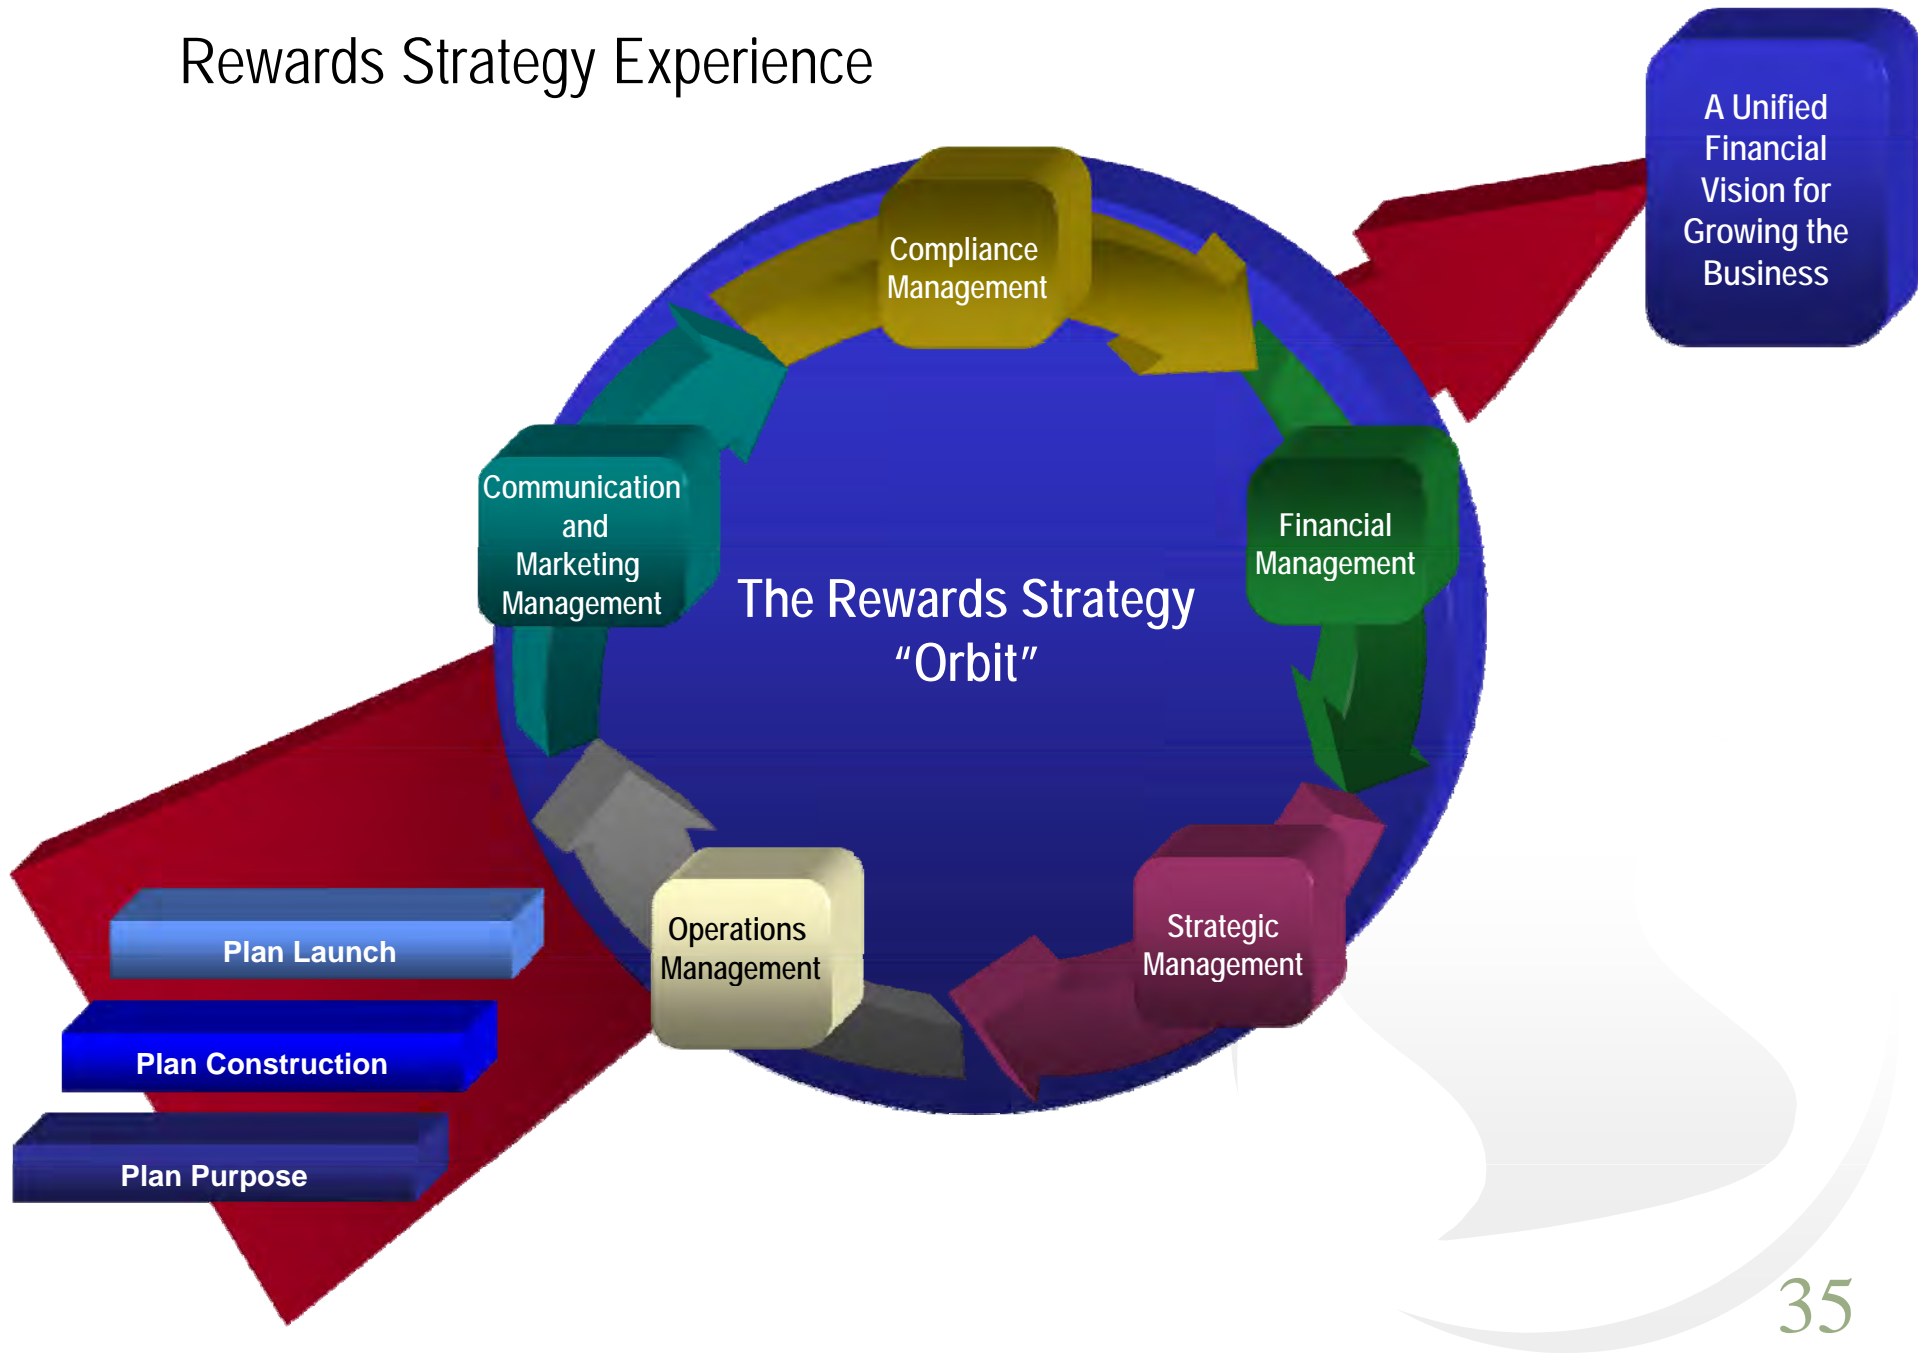 Rewards Strategy Experience
A Unified
Financial
Vision for
Growing the
Business
Compliance
Management
Communication
and
Marketing
Management
Financial
Management
The Rewards Strategy
“Orbit”
Operations
Management
Strategic
Management
Plan Launch
Plan Construction
Plan Purpose
35